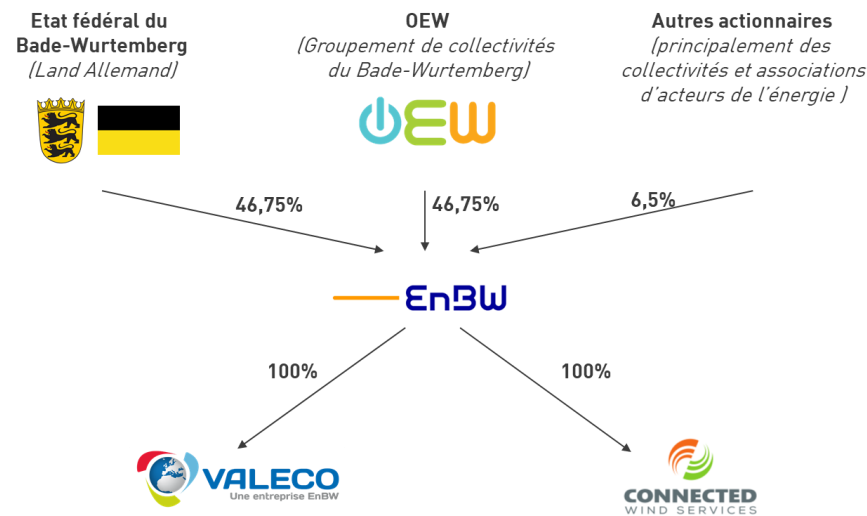 Etat fédéral du
Bade-Wurtemberg
(Land Allemand)
OEW
(Groupement de collectivités
du Bade-Wurtemberg)
Autres actionnaires
(principalement des
collectivités et associations
d'acteurs de l'énergie )
OEW
46,75%
46,75%
6,5%
EnBW
100%
100%
VALECO
Une entreprise EnBW
CONNECTED
WIND SERVICES